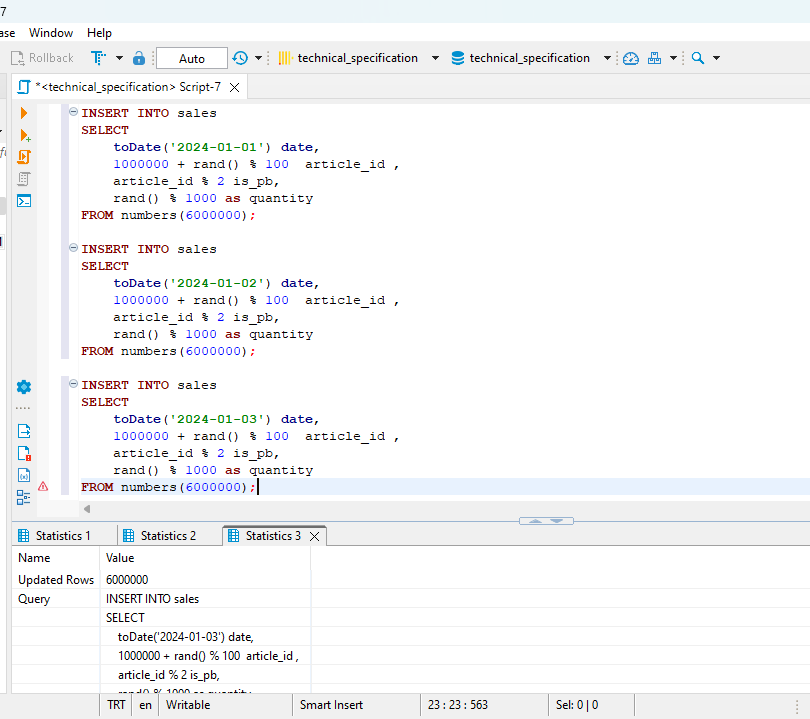 7
ase Window Help
Rollback Auto technical_specification technical_specification
*<technical_specification> Script-7
INSERT INTO sales
SELECT
toDate('2024-01-01') date,
1000000 + rand() % 100  article_id ,
article_id % 2 is_pb,
rand() % 1000 as quantity
FROM numbers(6000000);
INSERT INTO sales
SELECT
toDate('2024-01-02') date,
1000000 + rand() % 100  article_id ,
article_id % 2 is_pb,
rand() % 1000 as quantity
FROM numbers(6000000);
INSERT INTO sales
SELECT
toDate('2024-01-03') date,
1000000 + rand() % 100  article_id ,
article_id % 2 is_pb,
rand() % 1000 as quantity
FROM numbers(6000000);
Statistics 1 Statistics 2 Statistics 3
Name Value
Updated Rows 6000000
Query INSERT INTO sales
SELECT
toDate('2024-01-03') date,
1000000 + rand() % 100  article_id ,
article_id % 2 is_pb,
rand() % 1000 as quantity
TRT en Writable Smart Insert 23 : 23 : 563 Sel: 0 | 0